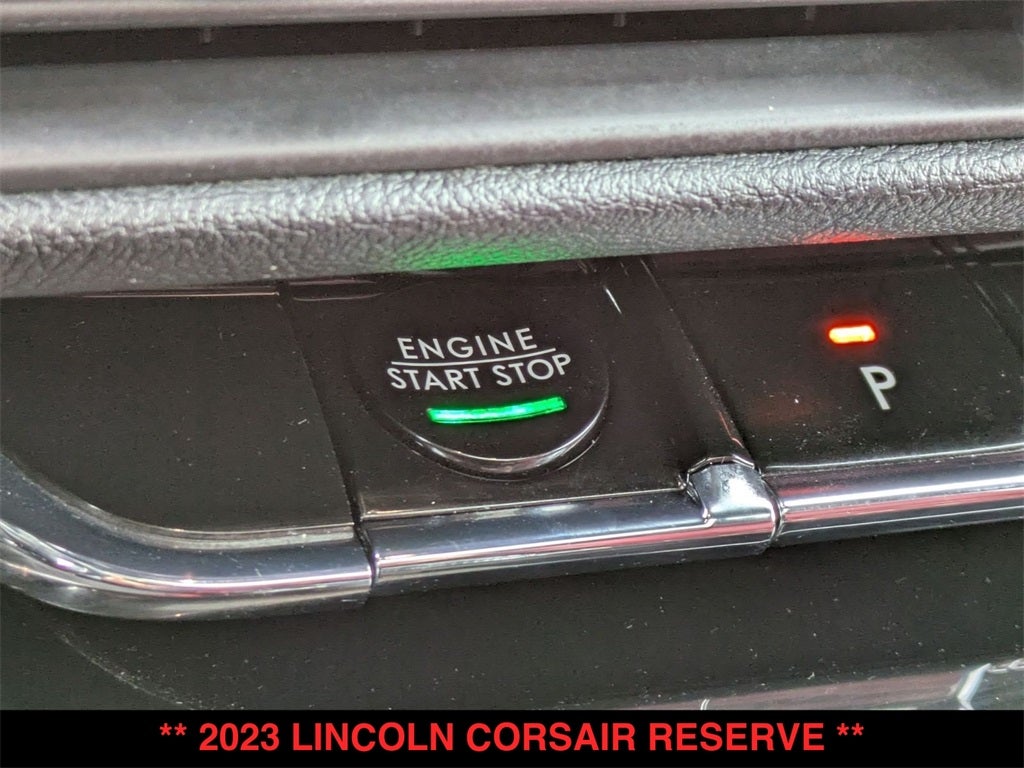 ENGINE
START STOP
P
** 2023 LINCOLN CORSAIR RESERVE **